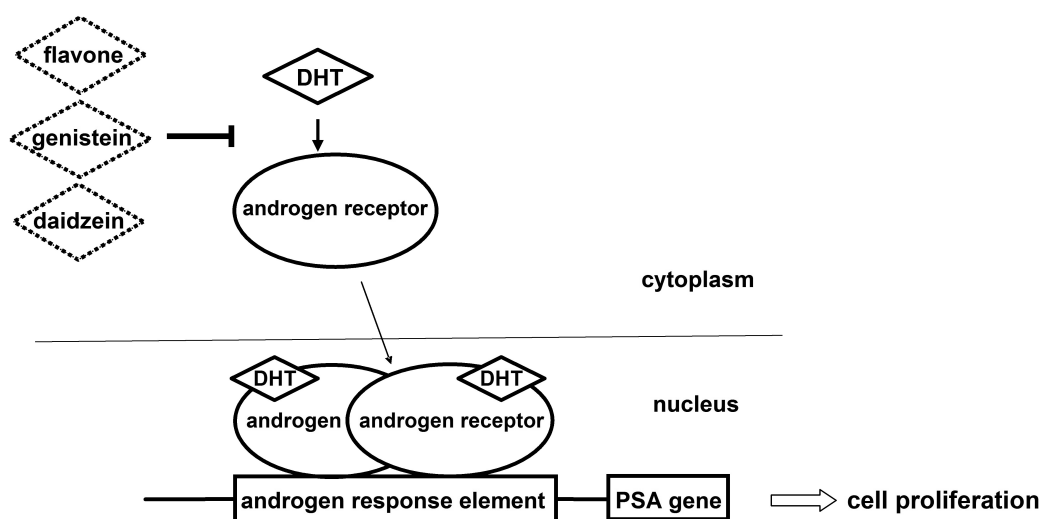 flavone
DHT
genistein
androgen receptor
daidzein
cytoplasm
DHT
DHT
nucleus
androgen
androgen receptor
androgen response element
PSA gene
cell proliferation